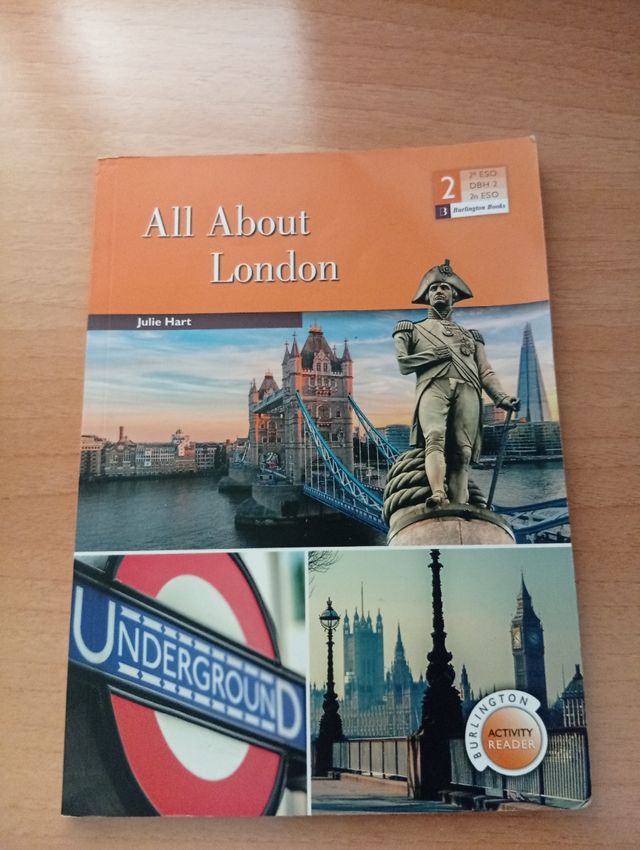 All About
London
Julie Hart
2
2º ESO
DBH 2
2n ESO
B Burlington Books
UNDERGROUND
BURLINGTON
ACTIVITY
READER